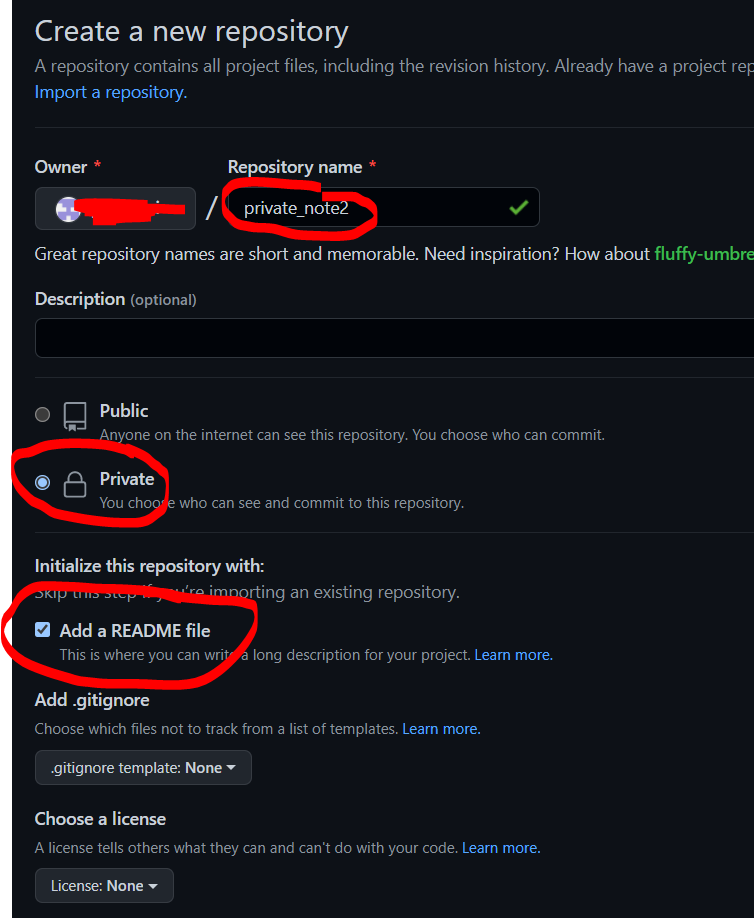 Create a new repository
A repository contains all project files, including the revision history. Already have a project rep
Import a repository.
Owner * Repository name *
/ private_note2
Great repository names are short and memorable. Need inspiration? How about fluffy-umbre
Description (optional)
Public
Anyone on the internet can see this repository. You choose who can commit.
Private
You choose who can see and commit to this repository.
Initialize this repository with:
Skip this step if you're importing an existing repository.
Add a README file
This is where you can write a long description for your project. Learn more.
Add .gitignore
Choose which files not to track from a list of templates. Learn more.
.gitignore template: None
Choose a license
A license tells others what they can and can't do with your code. Learn more.
License: None